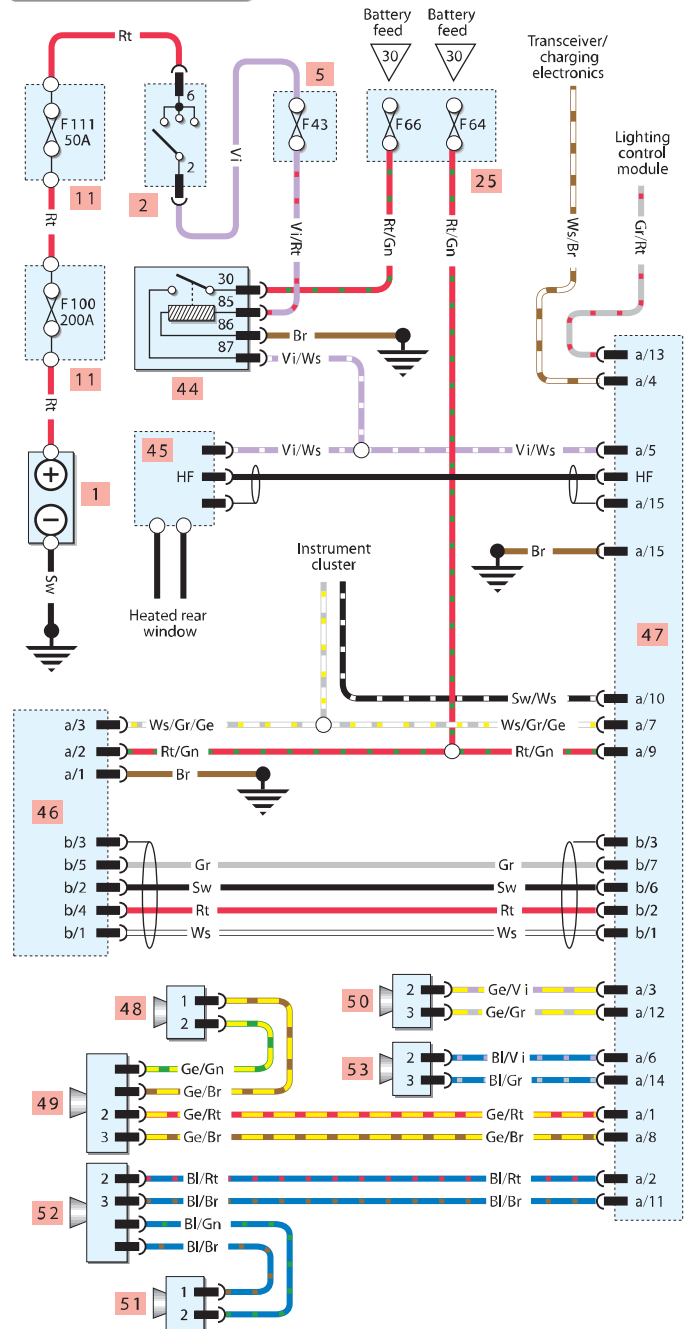 Rt
Battery
feed
Battery
feed
30
30
Transceiver/
charging
electronics
Lighting
control
module
5
6
F111
50A
F43
F66
F64
2
Vi
11
2
25
Rt
Vi/Rt
Rt/Gn
Rt/Gn
Ws/Br
Gr/Rt
F100
200A
30
85
86
87
Br
Vi/Ws
a/13
a/4
11
44
Rt
45
Vi/Ws
Vi/Ws
a/5
HF
HF
a/15
1
Sw
Instrument
cluster
Br
a/15
Heated rear
window
47
Sw/Ws
a/10
a/3
Ws/Gr/Ge
Ws/Gr/Ge
a/7
a/2
Rt/Gn
Rt/Gn
a/9
a/1
Br
46
b/3
b/3
b/5
Gr
Gr
b/7
b/2
Sw
Sw
b/6
b/4
Rt
Rt
b/2
b/1
Ws
Ws
b/1
48
1
2
50
2
Ge/Vi
a/3
3
Ge/Gr
a/12
53
2
Bl/Vi
a/6
3
Bl/Gr
a/14
Ge/Gn
Ge/Br
49
2
Ge/Rt
Ge/Rt
a/1
3
Ge/Br
Ge/Br
a/8
52
2
Bl/Rt
Bl/Rt
a/2
3
Bl/Br
Bl/Br
a/11
Bl/Gn
Bl/Br
51
1
2